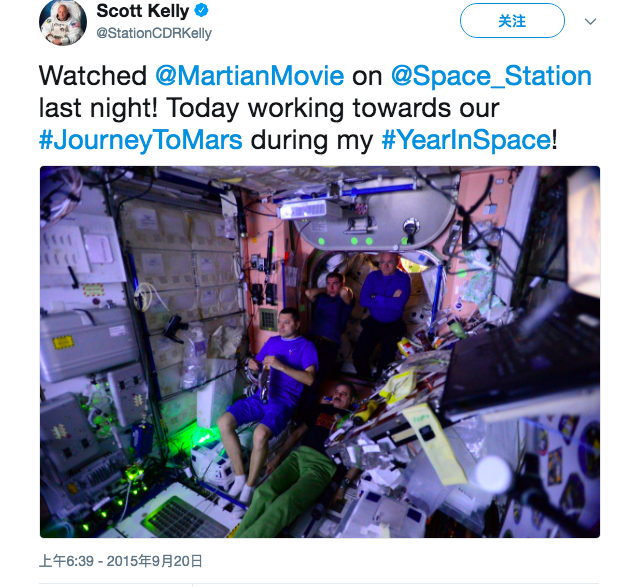 Scott Kelly
@StationCDRKelly
关注
Watched @MartianMovie on @Space_Station
last night! Today working towards our
#JourneyToMars during my #YearInSpace!
上午6:39 - 2015年9月20日